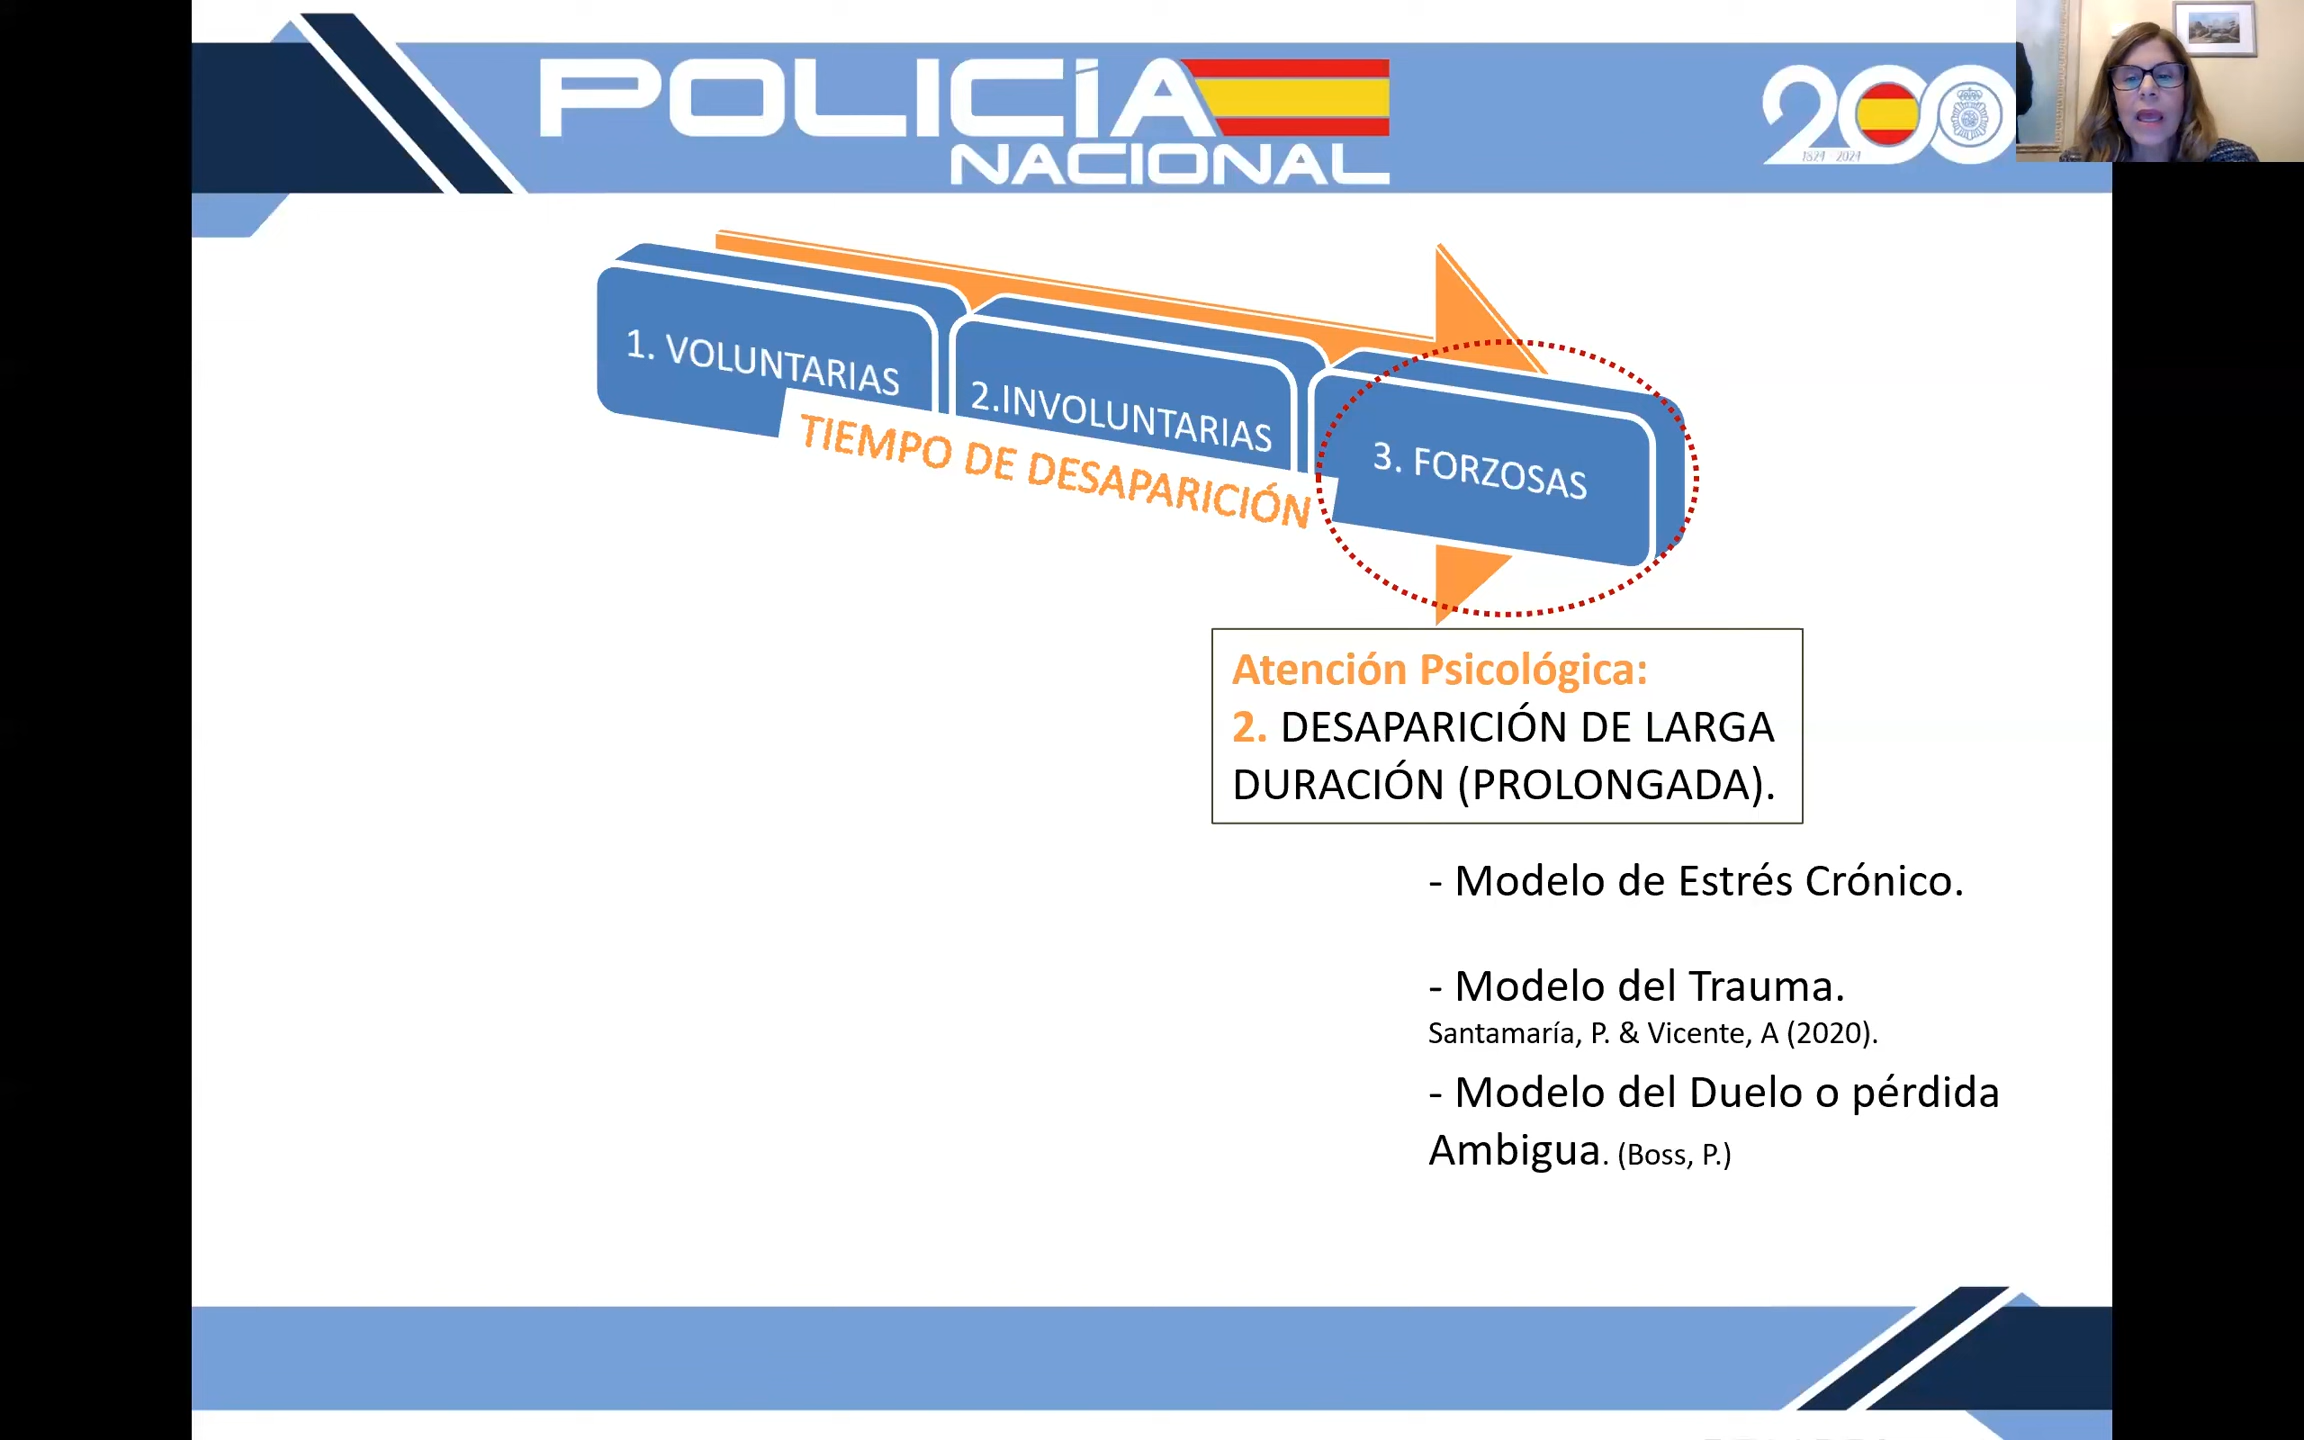 POLICÍA
NACIONAL
200
1824 2024
1. VOLUNTARIAS
2.INVOLUNTARIAS
3. FORZOSAS
TIEMPO DE DESAPARICIÓN
Atención Psicológica:
2. DESAPARICIÓN DE LARGA
DURACIÓN (PROLONGADA).
- Modelo de Estrés Crónico.
- Modelo del Trauma.
Santamaría, P. & Vicente, A (2020).
- Modelo del Duelo o pérdida
Ambigua. (Boss, P.)